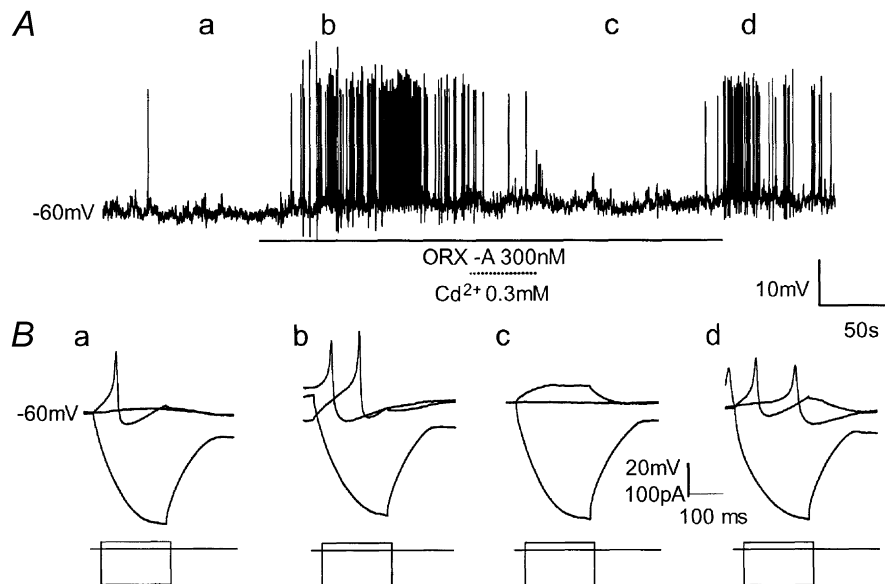 A
a b c d
-60mV
ORX -A 300nM
Cd2+ 0.3mM
10mV
50s
B
a b c d
-60mV
20mV
100pA
100 ms